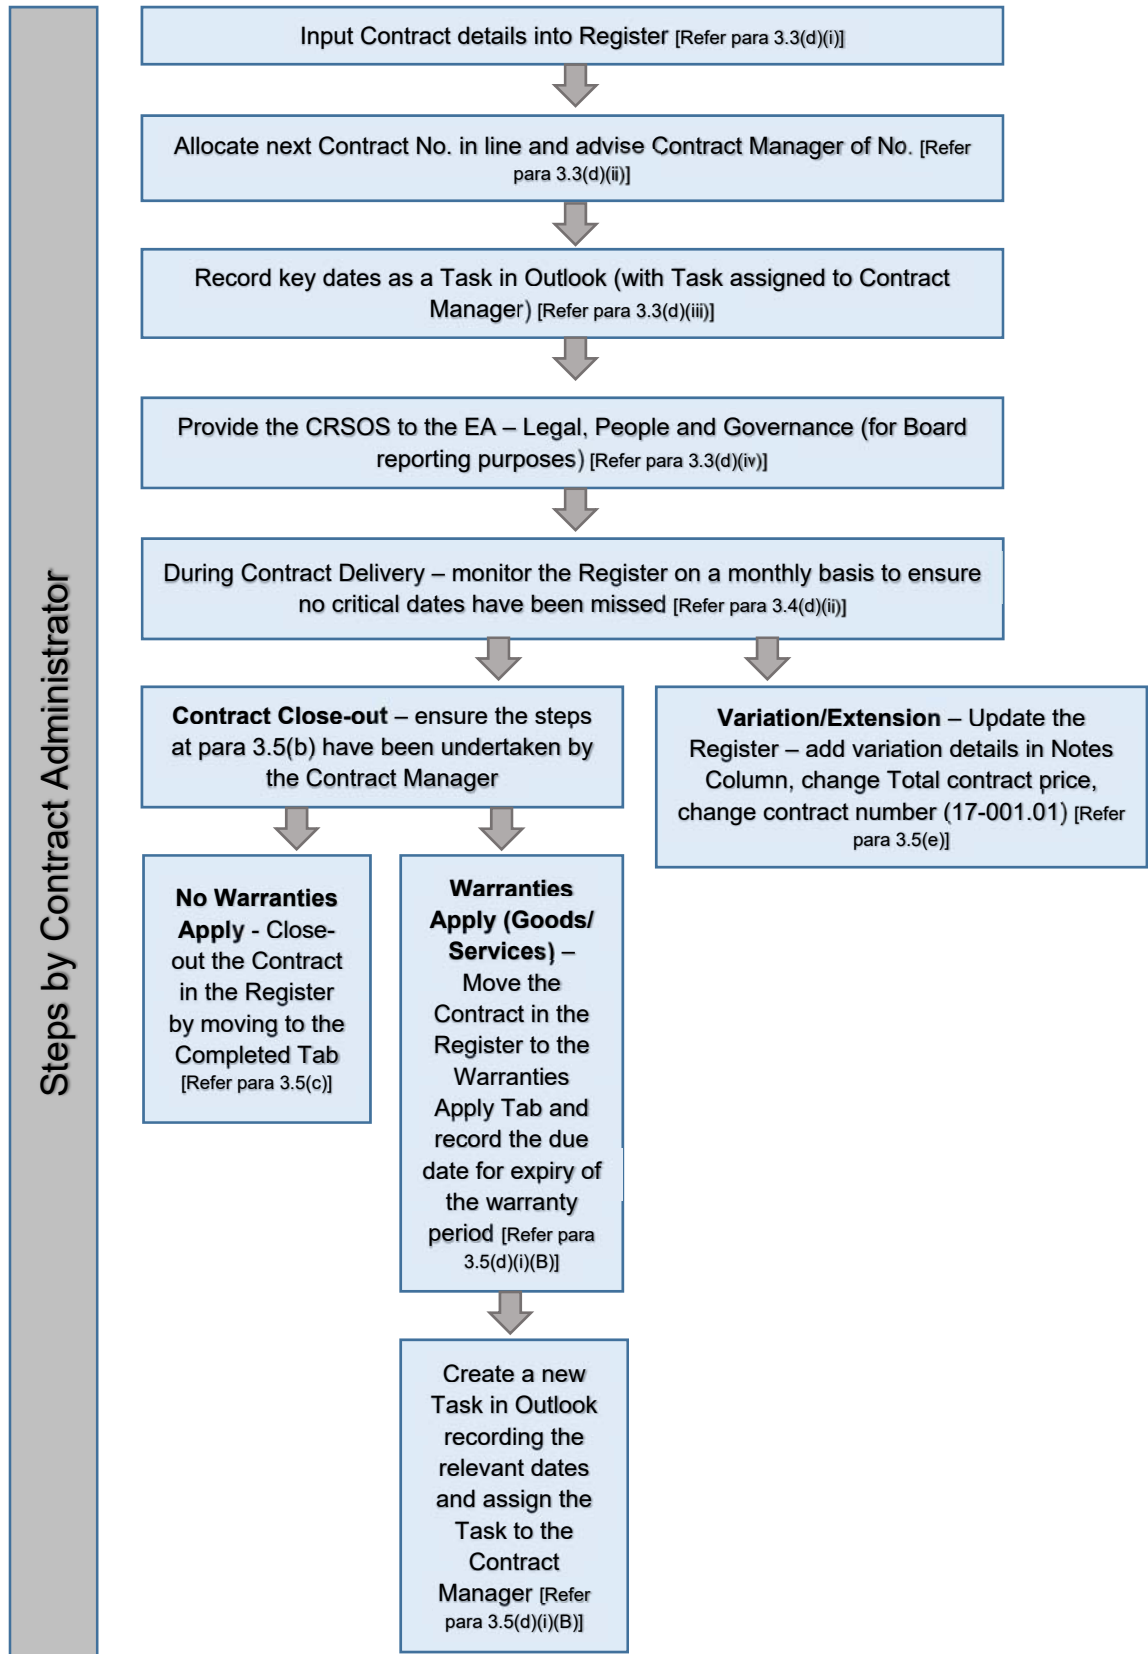 Steps by Contract Administrator
Input Contract details into Register [Refer para 3.3(d)(i)]
Allocate next Contract No. in line and advise Contract Manager of No. [Refer
para 3.3(d)(ii)]
Record key dates as a Task in Outlook (with Task assigned to Contract
Manager) [Refer para 3.3(d)(iii)]
Provide the CRSOS to the EA – Legal, People and Governance (for Board
reporting purposes) [Refer para 3.3(d)(iv)]
During Contract Delivery – monitor the Register on a monthly basis to ensure
no critical dates have been missed [Refer para 3.4(d)(ii)]
Contract Close-out – ensure the steps
at para 3.5(b) have been undertaken by
the Contract Manager
Variation/Extension – Update the
Register – add variation details in Notes
Column, change Total contract price,
change contract number (17-001.01) [Refer
para 3.5(e)]
No Warranties
Apply - Close-
out the Contract
in the Register
by moving to the
Completed Tab
[Refer para 3.5(c)]
Warranties
Apply (Goods/
Services) –
Move the
Contract in the
Register to the
Warranties
Apply Tab and
record the due
date for expiry of
the warranty
period [Refer para
3.5(d)(i)(B)]
Create a new
Task in Outlook
recording the
relevant dates
and assign the
Task to the
Contract
Manager [Refer
para 3.5(d)(i)(B)]